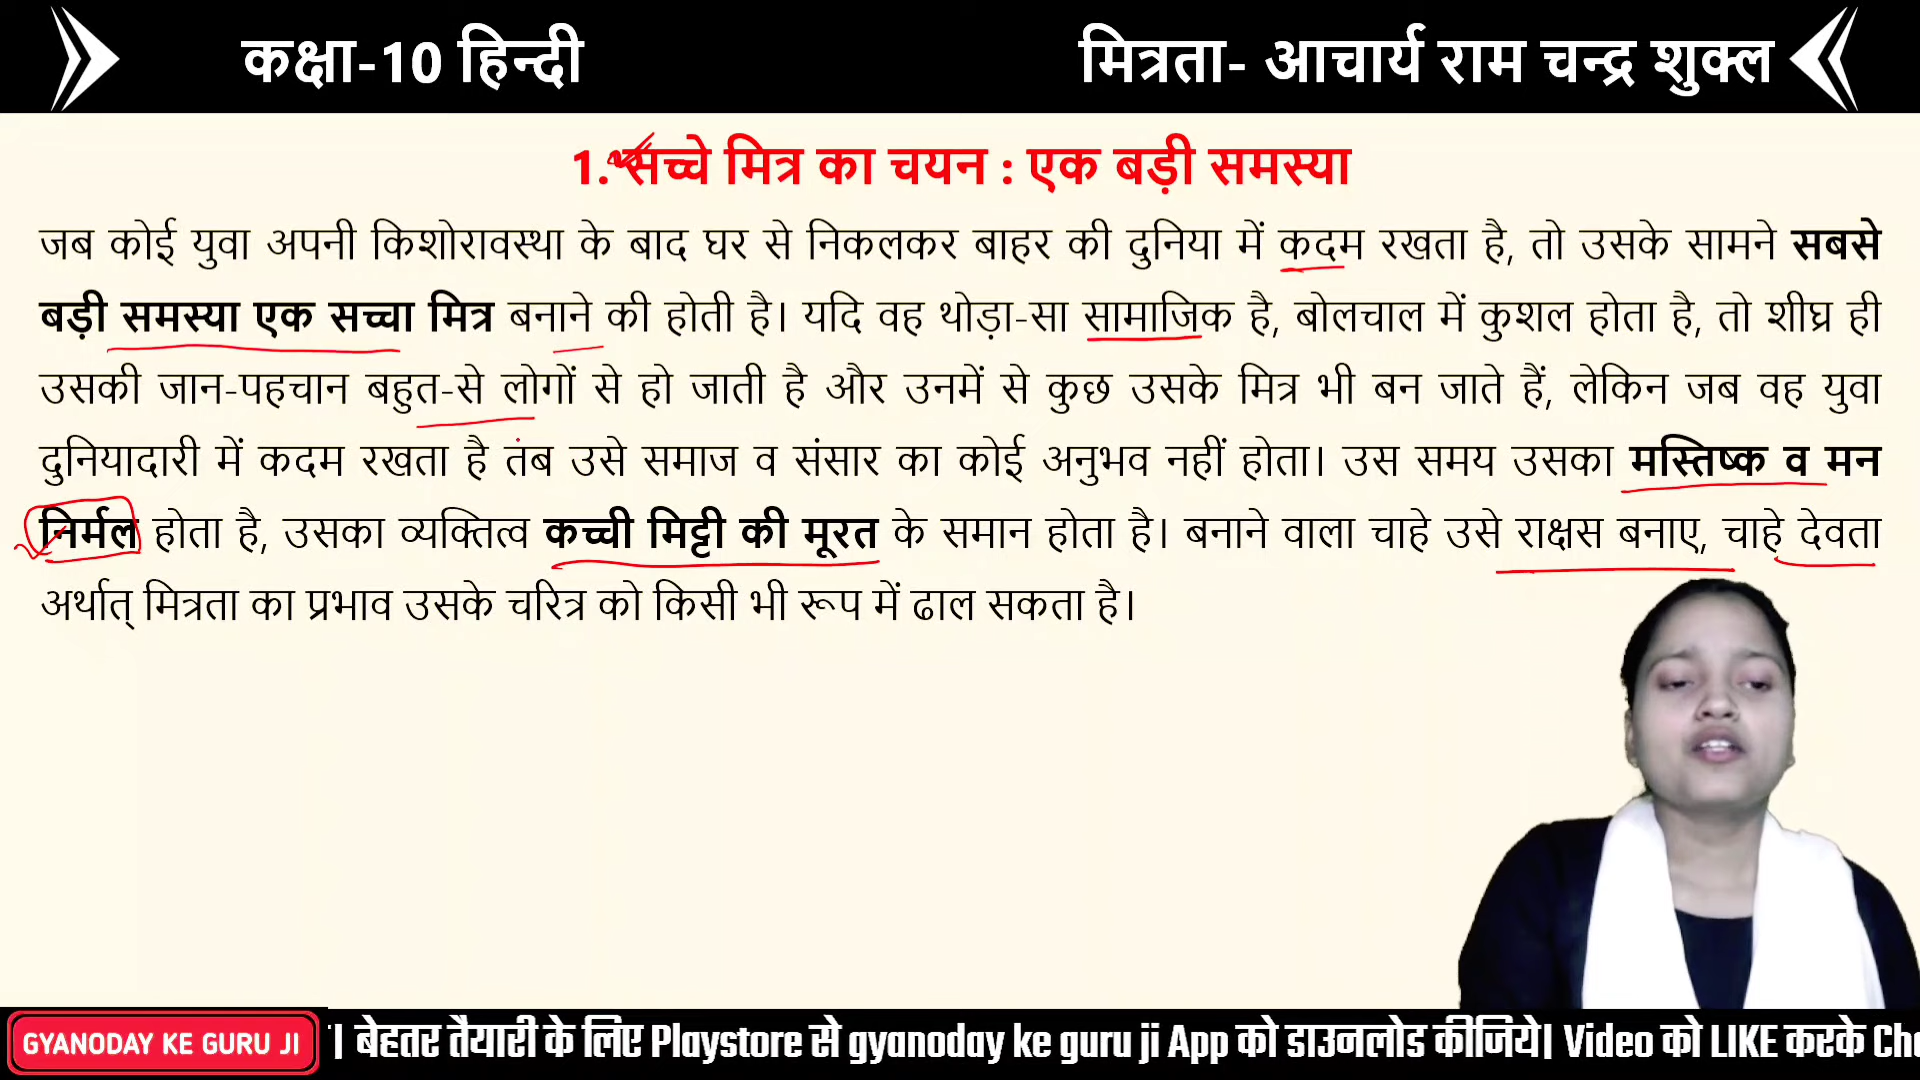 कक्षा-10 हिन्दी
मित्रता- आचार्य राम चन्द्र शुक्ल
1. सच्चे मित्र का चयन : एक बड़ी समस्या
जब कोई युवा अपनी किशोरावस्था के बाद घर से निकलकर बाहर की दुनिया में कदम रखता है, तो उसके सामने सबसे
बड़ी समस्या एक सच्चा मित्र बनाने की होती है। यदि वह थोड़ा-सा सामाजिक है, बोलचाल में कुशल होता है, तो शीघ्र ही
उसकी जान-पहचान बहुत-से लोगों से हो जाती है और उनमें से कुछ उसके मित्र भी बन जाते हैं, लेकिन जब वह युवा
दुनियादारी में कदम रखता है तब उसे समाज व संसार का कोई अनुभव नहीं होता। उस समय उसका मस्तिष्क व मन
निर्मल होता है, उसका व्यक्तित्व कच्ची मिट्टी की मूरत के समान होता है। बनाने वाला चाहे उसे राक्षस बनाए, चाहे देवता
अर्थात् मित्रता का प्रभाव उसके चरित्र को किसी भी रूप में ढाल सकता है।
GYANODAY KE GURU JI
। बेहतर तैयारी के लिए Playstore से gyanoday ke guru ji App को डाउनलोड कीजिये। Video को LIKE करके